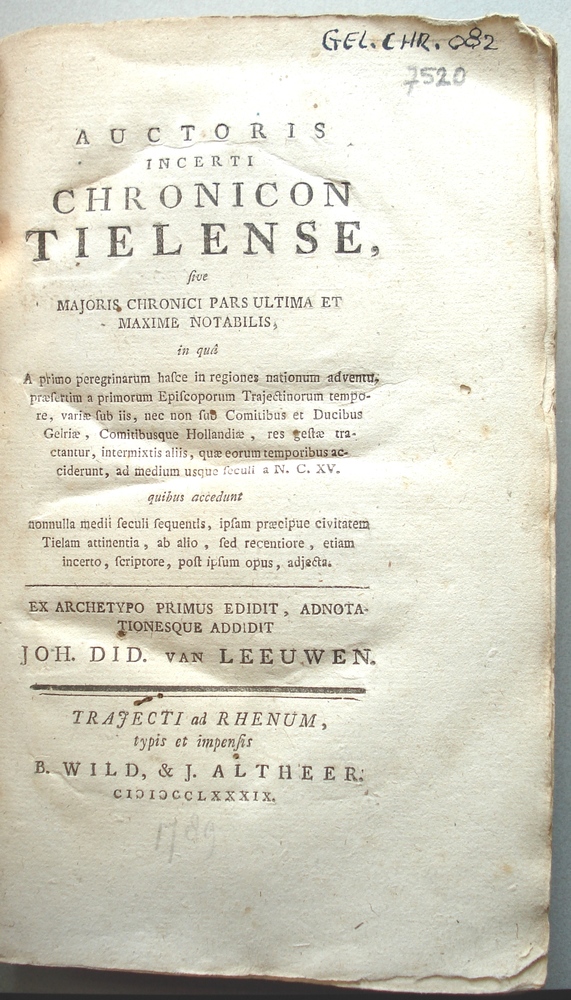 GEL. CHR. 082
7520
AUCTORIS
INCERTI
CHRONICON
TIELENSE,
ſive
MAJORIS CHRONICI PARS ULTIMA ET
MAXIME NOTABILIS,
in quâ
A primo peregrinarum haſce in regiones nationum adventu,
præſertim a primorum Epiſcoporum Trajectinorum tempo-
re, variæ ſub iis, nec non ſub Comitibus et Ducibus
Gelriæ, Comitibusque Hollandiæ, res geſtæ tra-
ctantur, intermixtis aliis, quæ eorum temporibus ac-
ciderunt, ad medium usque ſeculi a N. C. XV.
quibus accedunt
nonnulla medii ſeculi ſequentis, ipſam præcipue civitatem
Tielam attinentia, ab alio, ſed recentiore, etiam
incerto, ſcriptore, poſt ipſum opus, adjecta.
EX ARCHETYPO PRIMUS EDIDIT, ADNOTA-
TIONESQUE ADDIDIT
JOH. DID. VAN LEEUWEN.
TRAJECTI ad RHENUM,
typis et impenſis
B. WILD, & J. ALTHEER.
CIƆIƆCCLXXXIX.
1789